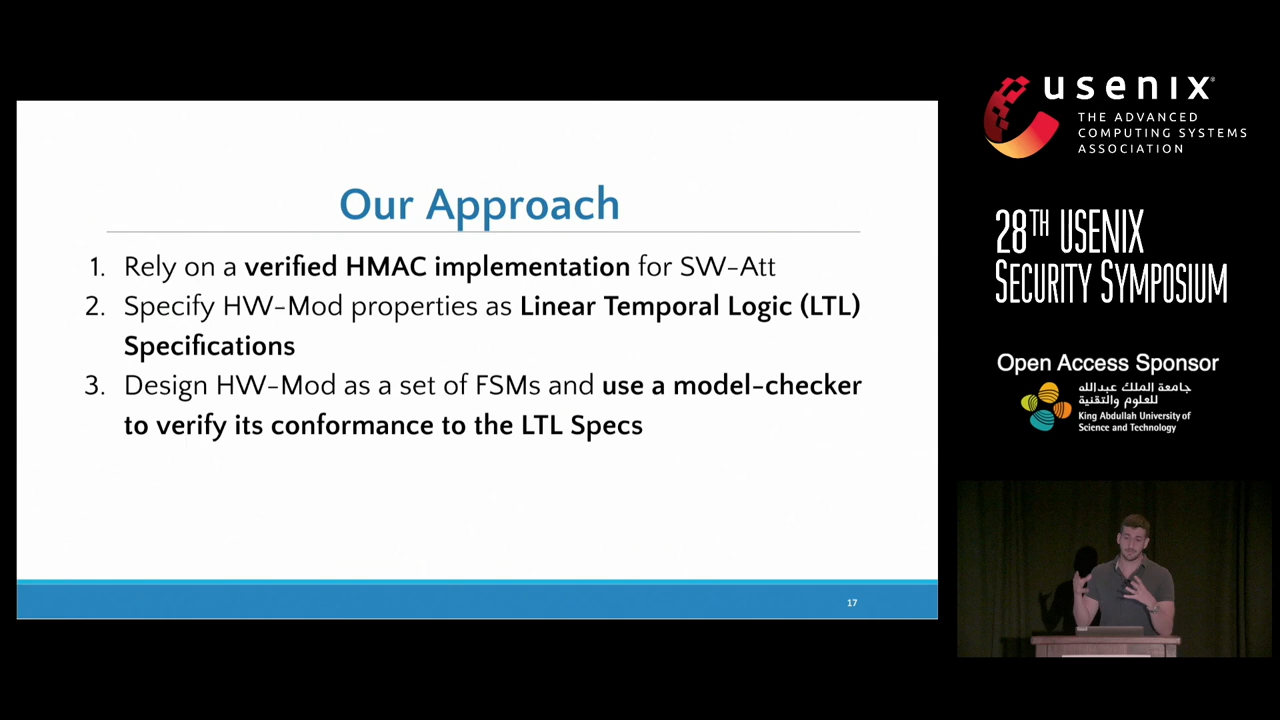 Our Approach
1. Rely on a verified HMAC implementation for SW-Att
2. Specify HW-Mod properties as Linear Temporal Logic (LTL)
Specifications
3. Design HW-Mod as a set of FSMs and use a model-checker
to verify its conformance to the LTL Specs
17
usenix
THE ADVANCED
COMPUTING SYSTEMS
ASSOCIATION
28TH USENIX
SECURITY SYMPOSIUM
Open Access Sponsor
جامعة الملك عبدالله
للعلوم والتقنية
King Abdullah University of
Science and Technology